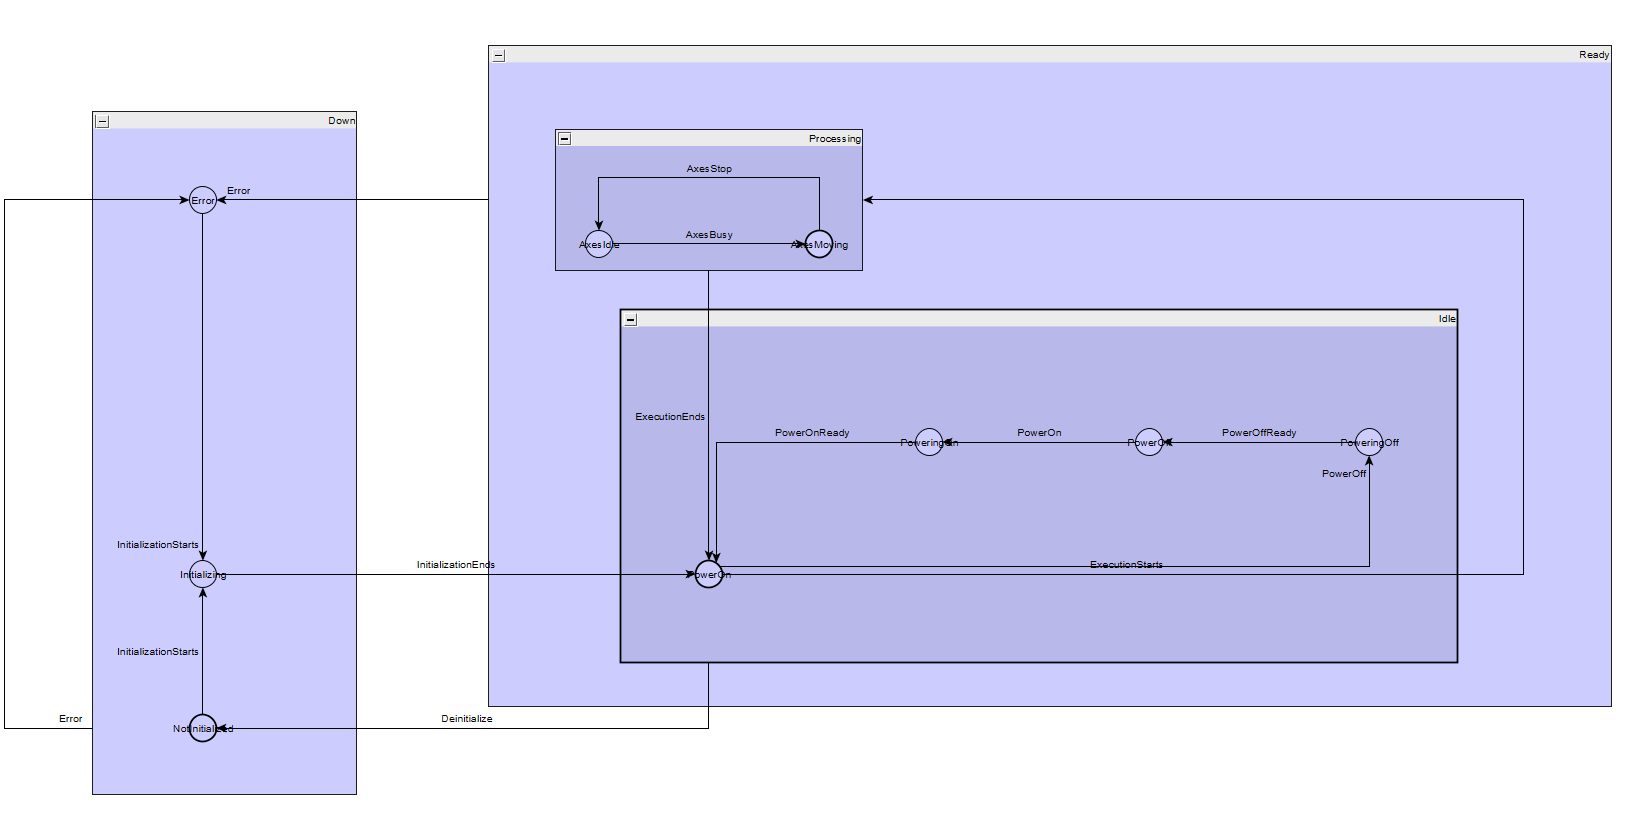 Ready
Down
Processing
AxesStop
Error
Error
AxesBusy
AxesIdle
AxesMoving
Idle
ExecutionEnds
PowerOnReady
PowerOn
PowerOffReady
PoweringOn
PowerOff
PoweringOff
PowerOff
InitializationStarts
InitializationEnds
ExecutionStarts
Initializing
PowerOn
InitializationStarts
Error
Deinitialize
NotInitialized